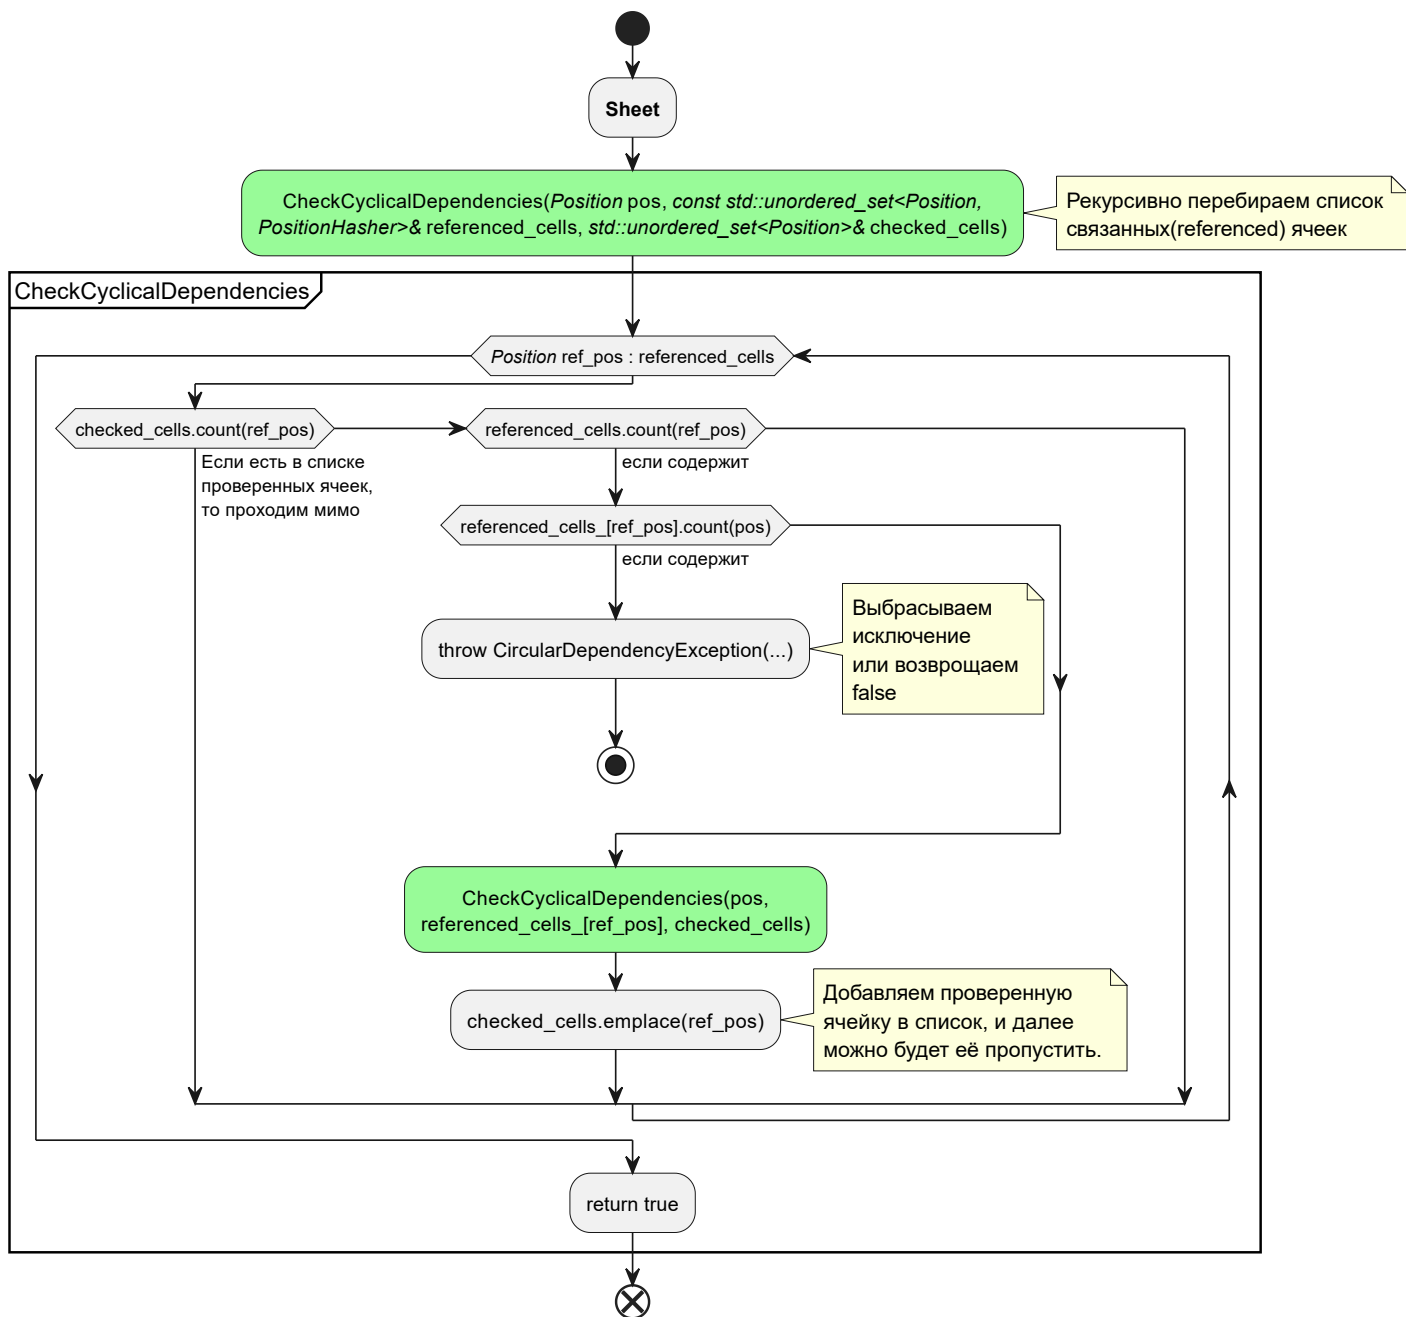 Sheet
CheckCyclicalDependencies(Position pos, const std::unordered_set<Position,
PositionHasher>& referenced_cells, std::unordered_set<Position>& checked_cells)
Рекурсивно перебираем список
связанных(referenced) ячеек
CheckCyclicalDependencies
Position ref_pos : referenced_cells
checked_cells.count(ref_pos)
referenced_cells.count(ref_pos)
Если есть в списке
проверенных ячеек,
то проходим мимо
если содержит
referenced_cells_[ref_pos].count(pos)
если содержит
throw CircularDependencyException(...)
Выбрасываем
исключение
или возврощаем
false
CheckCyclicalDependencies(pos,
referenced_cells_[ref_pos], checked_cells)
checked_cells.emplace(ref_pos)
Добавляем проверенную
ячейку в список, и далее
можно будет её пропустить.
return true